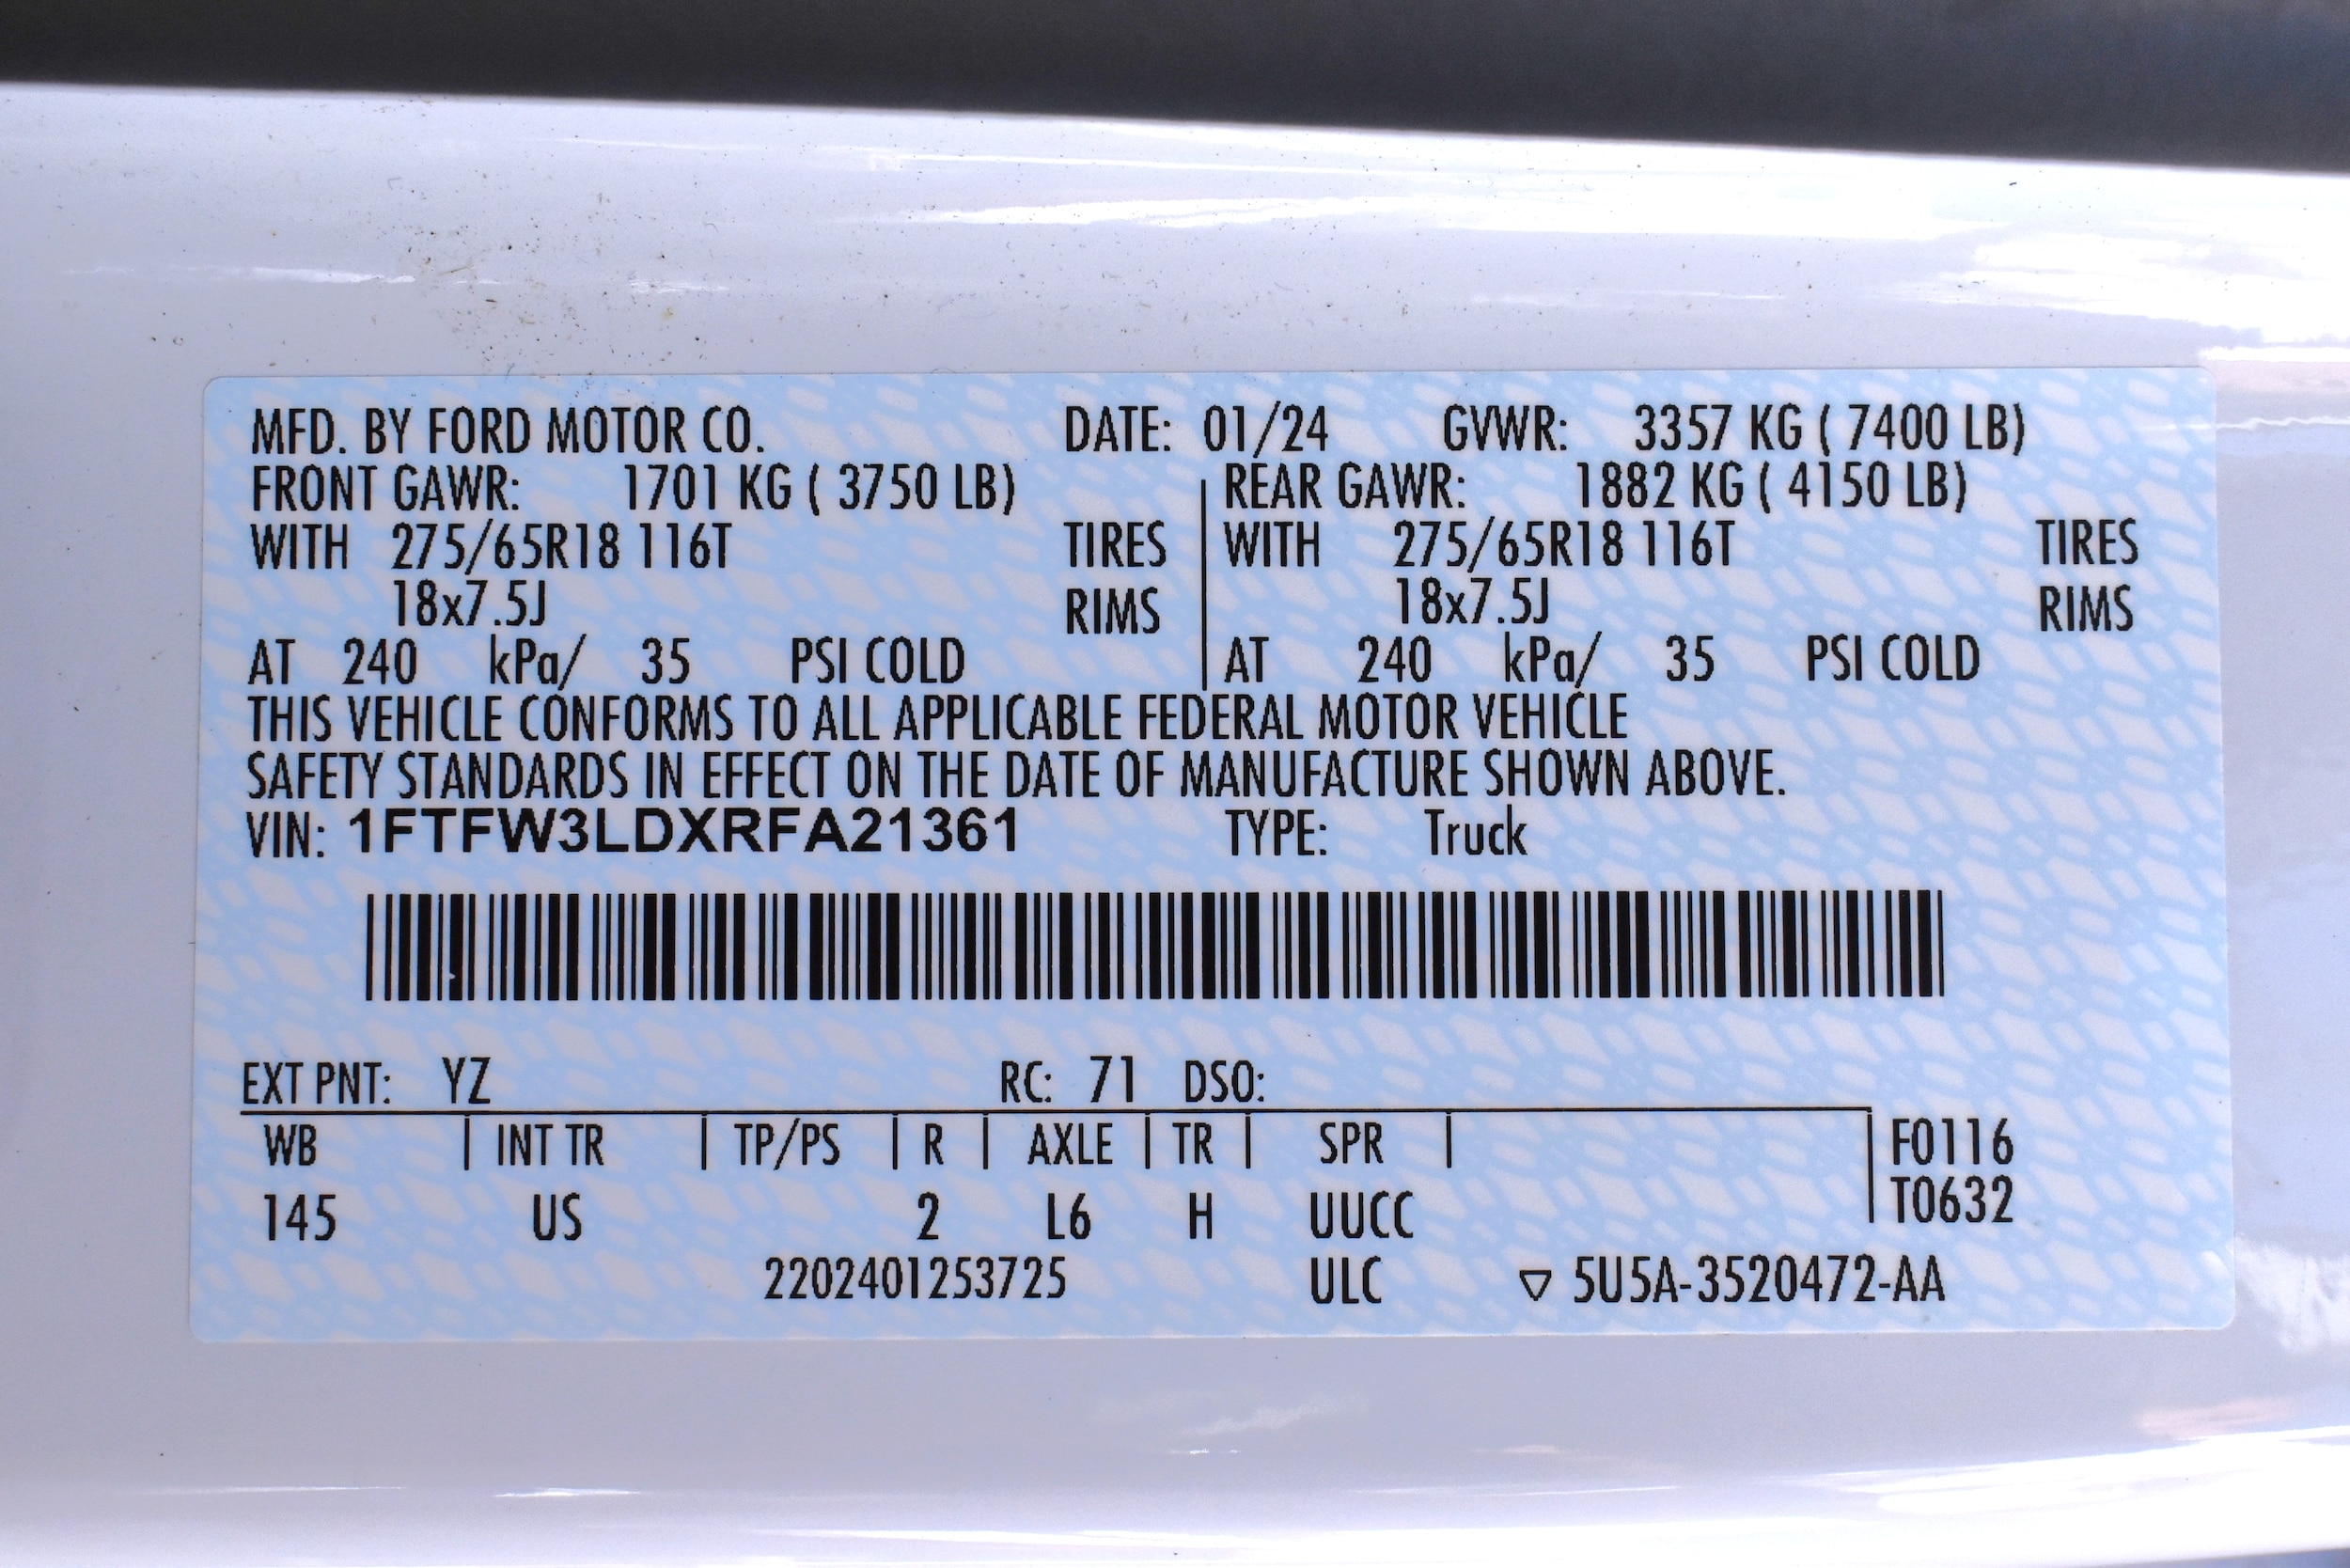 MFD. BY FORD MOTOR CO. DATE: 01/24 GVWR: 3357 KG ( 7400 LB)
FRONT GAWR: 1701 KG ( 3750 LB) REAR GAWR: 1882 KG ( 4150 LB)
WITH 275/65R18 116T TIRES WITH 275/65R18 116T TIRES
18x7.5J RIMS 18x7.5J RIMS
AT 240 kPa/ 35 PSI COLD AT 240 kPa/ 35 PSI COLD
THIS VEHICLE CONFORMS TO ALL APPLICABLE FEDERAL MOTOR VEHICLE
SAFETY STANDARDS IN EFFECT ON THE DATE OF MANUFACTURE SHOWN ABOVE.
VIN: 1FTFW3LDXRFA21361 TYPE: Truck
EXT PNT: YZ RC: 71 DSO:
WB | INT TR | TP/PS | R | AXLE | TR | SPR | F0116
145 US 2 L6 H UUCC T0632
2202401253725 ULC ▽ 5U5A-3520472-AA